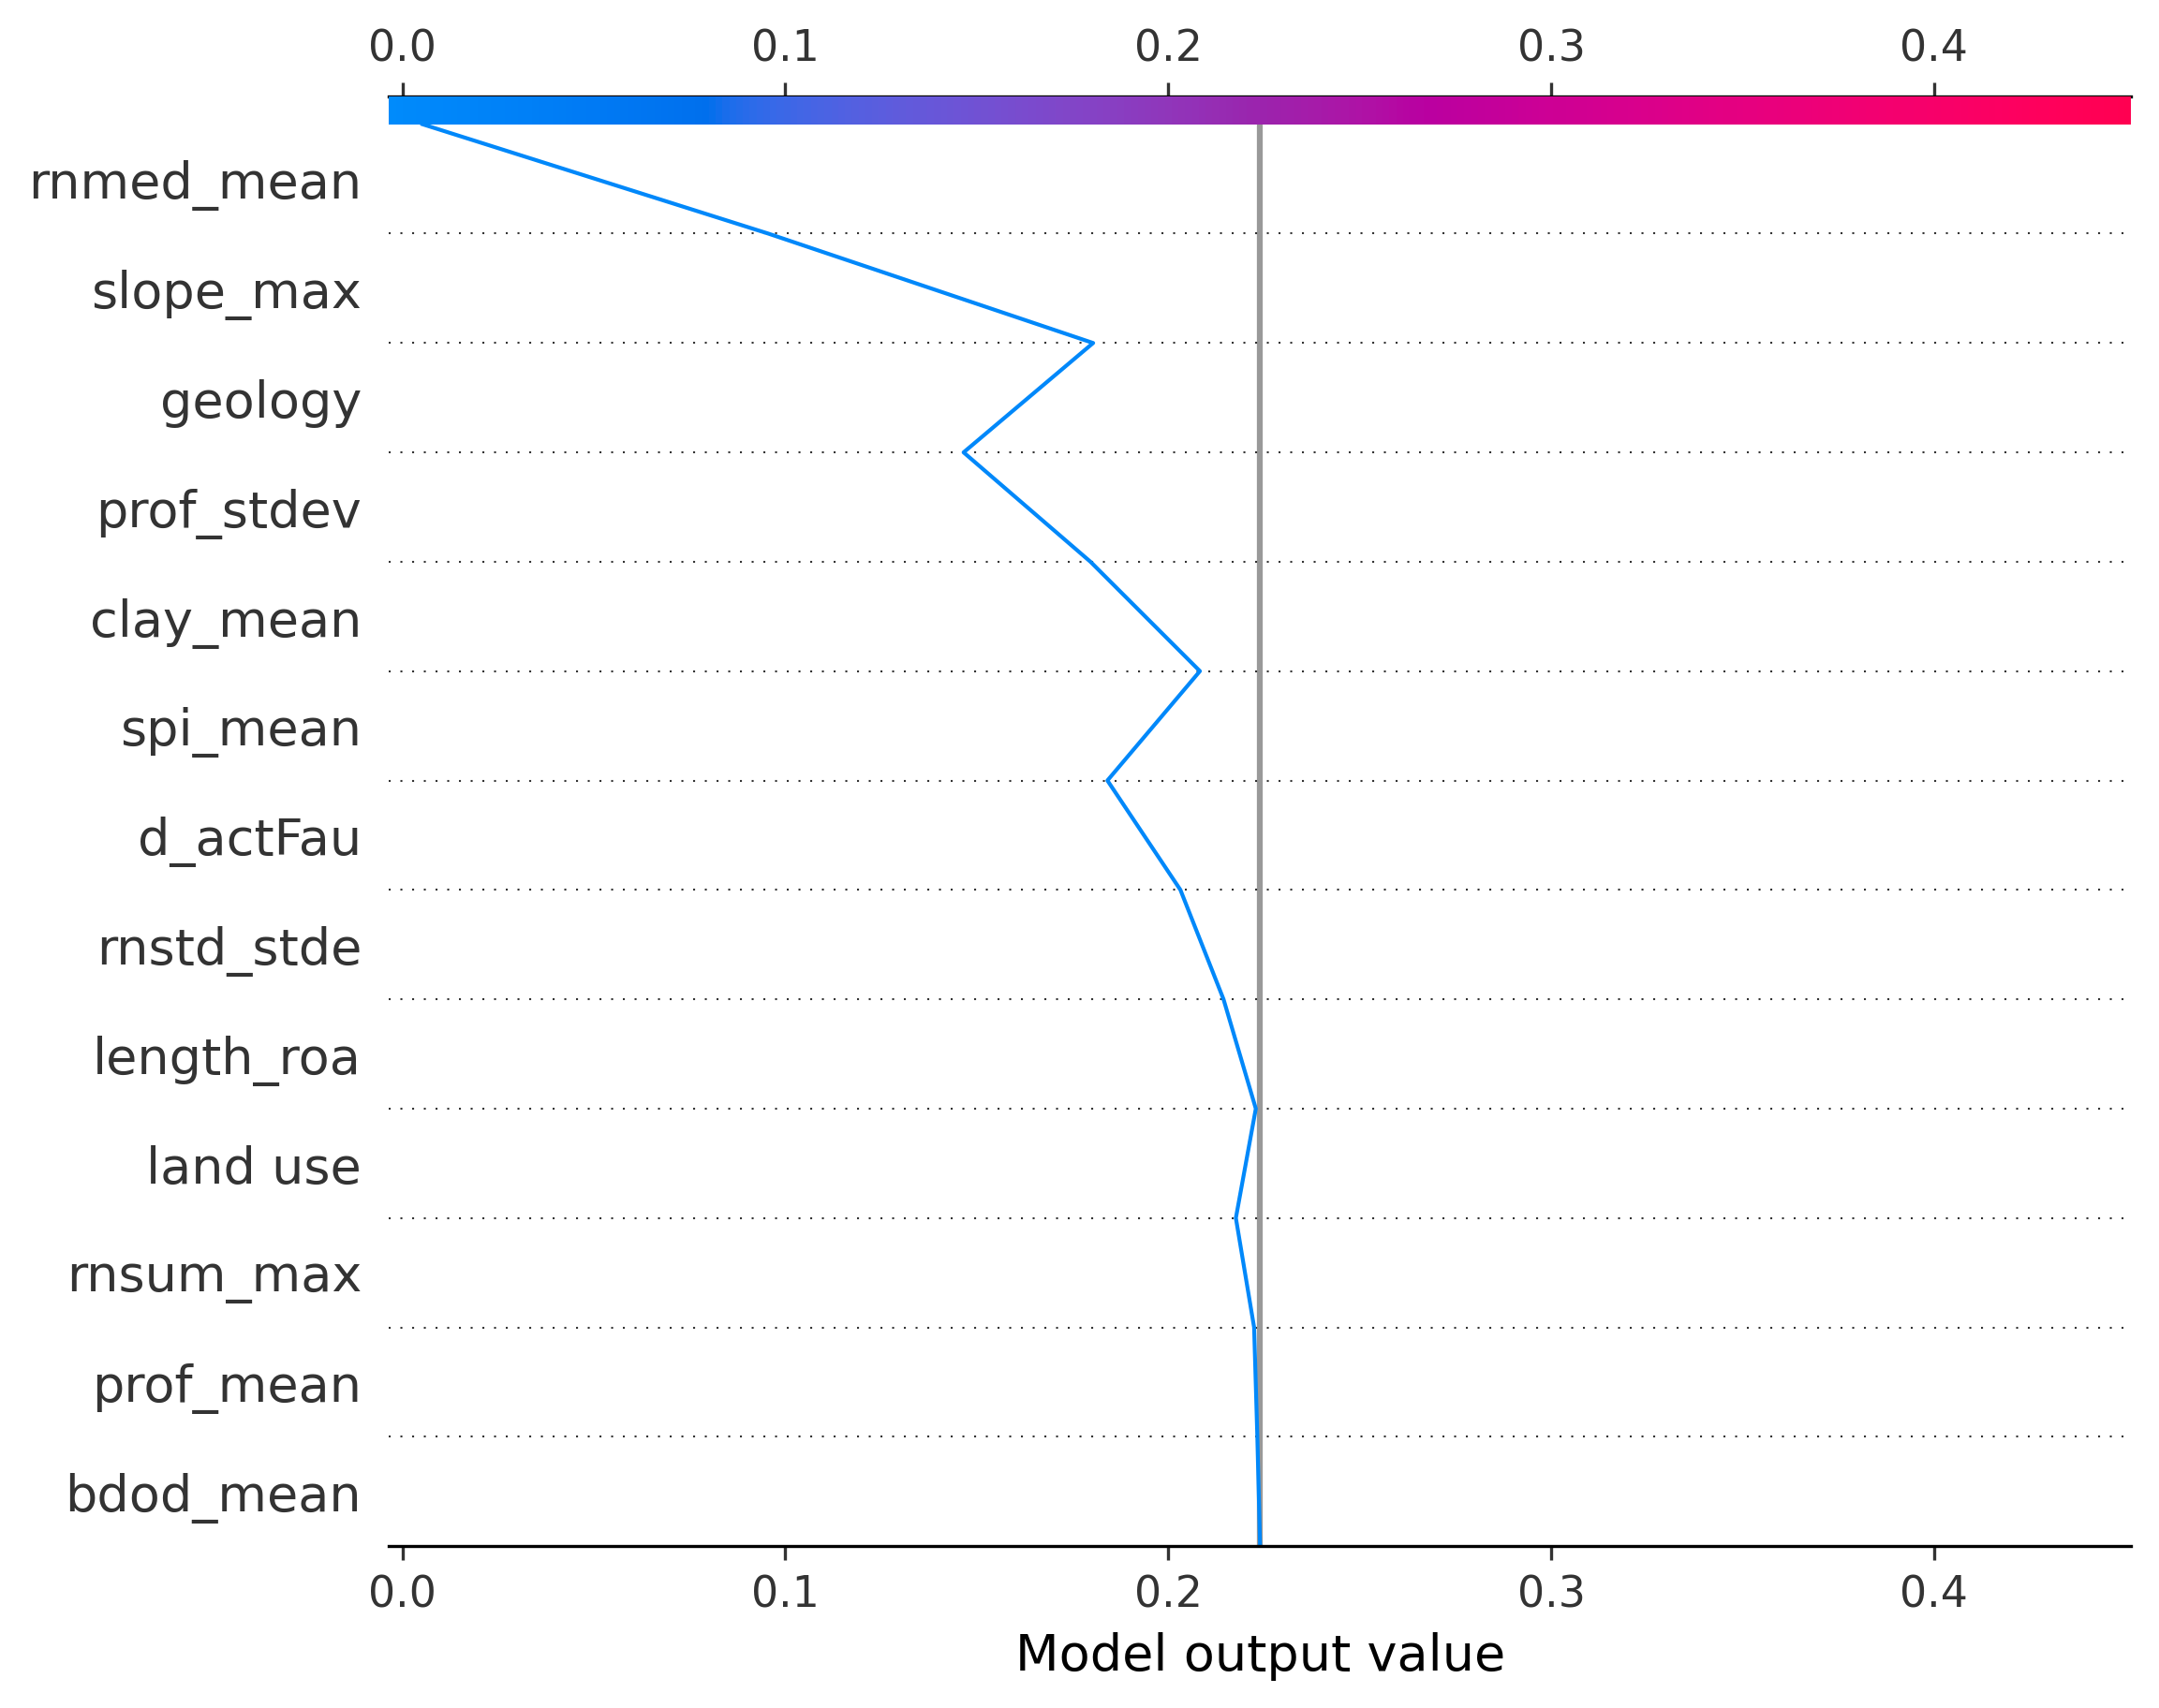 0.0 0.1 0.2 0.3 0.4
rnmed_mean
slope_max
geology
prof_stdev
clay_mean
spi_mean
d_actFau
rnstd_stde
length_roa
land use
rnsum_max
prof_mean
bdod_mean
0.0 0.1 0.2 0.3 0.4
Model output value